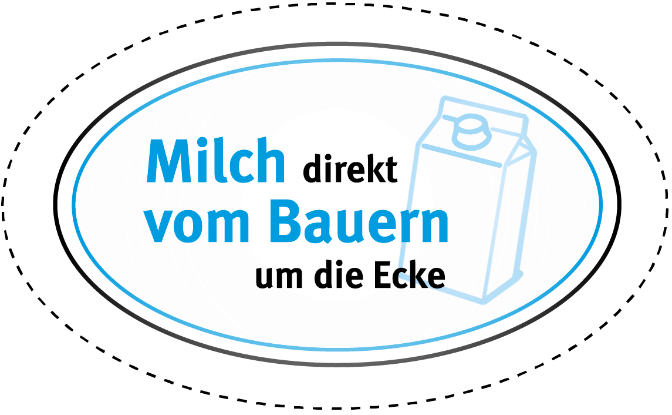 Milch direkt
vom Bauern
um die Ecke